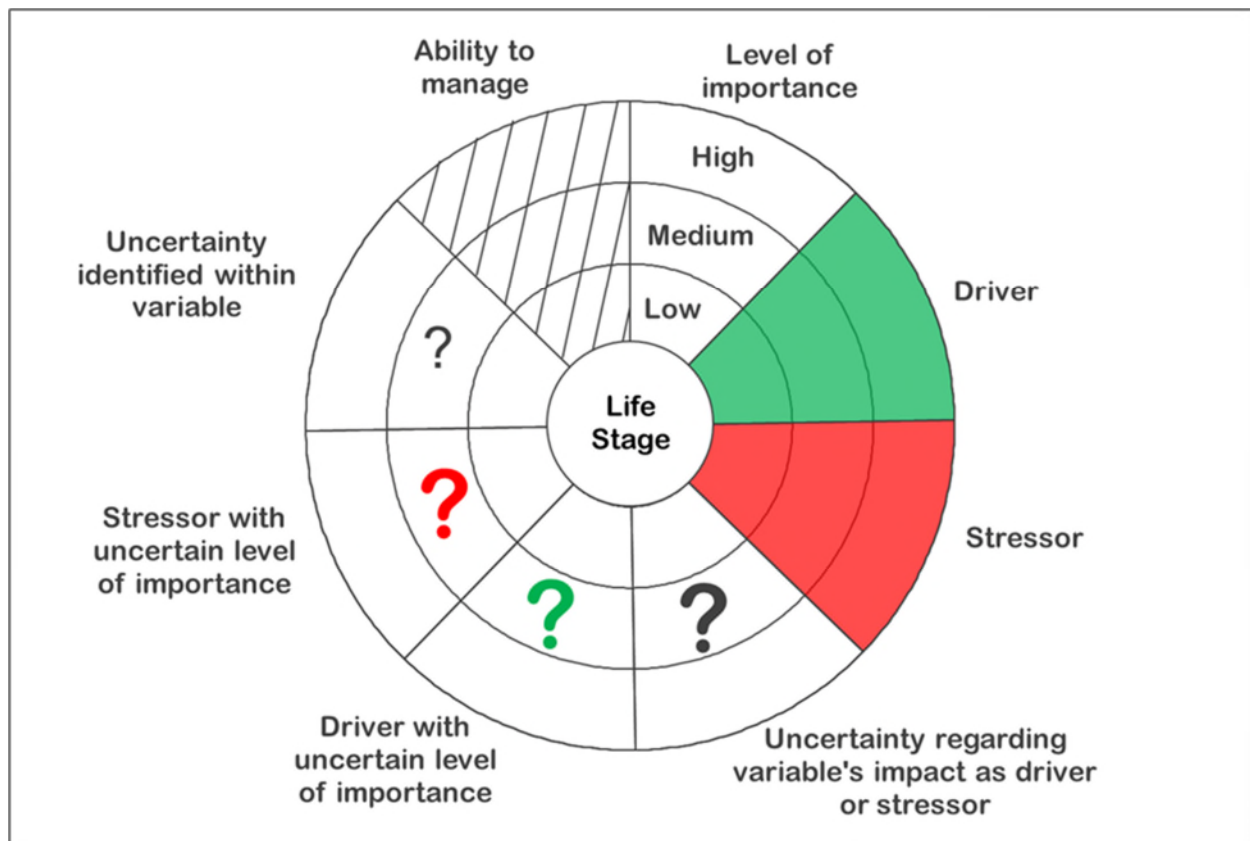 Ability to
manage
Level of
importance
High
Medium
Low
Driver
Uncertainty
identified within
variable
?
Life
Stage
Stressor with
uncertain level
of importance
?
Stressor
?
?
Driver with
uncertain level
of importance
Uncertainty regarding
variable's impact as driver
or stressor